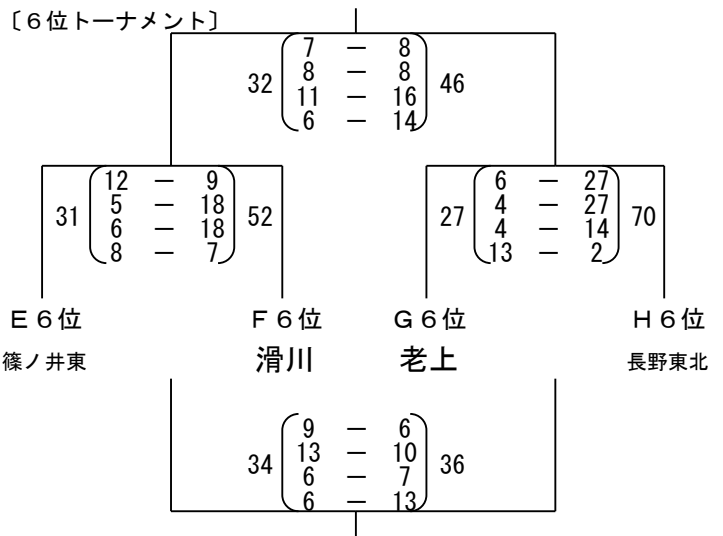 〔６位トーナメント〕
7 － 8
8 － 8
32 46
11 － 16
6 － 14
12 － 9 6 － 27
5 － 18 4 － 27
31 52 27 70
6 － 18 4 － 14
8 － 7 13 － 2
Ｅ６位 Ｆ６位 Ｇ６位 Ｈ６位
篠ノ井東 滑川 老上 長野東北
9 － 6
13 － 10
34 36
6 － 7
6 － 13